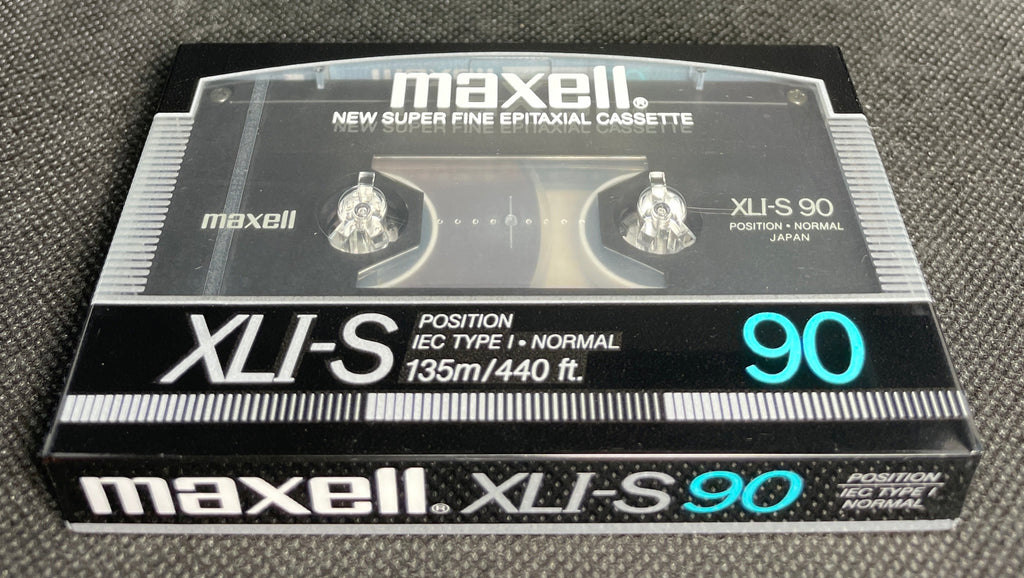 maxell®
NEW SUPER FINE EPITAXIAL CASSETTE
maxell
XLI-S 90
POSITION • NORMAL
JAPAN
XLI-S
POSITION
IEC TYPE I • NORMAL
135m/440 ft.
90
maxell® XLI-S 90
POSITION
IEC TYPE I
NORMAL